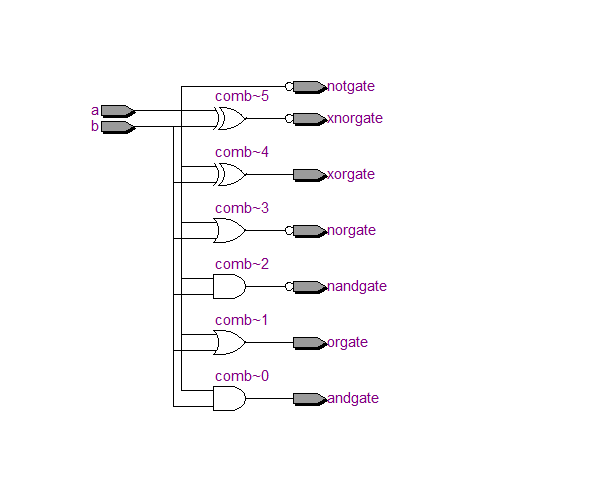 notgate
comb~5
a
xnorgate
b
comb~4
xorgate
comb~3
norgate
comb~2
nandgate
comb~1
orgate
comb~0
andgate